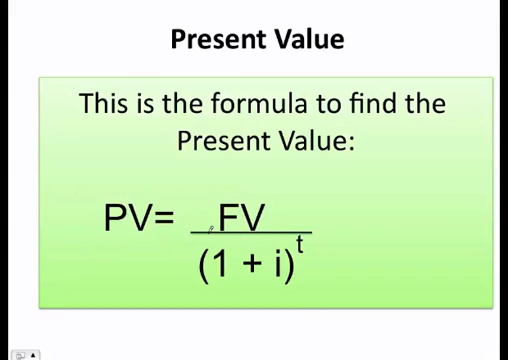 Present Value
This is the formula to find the
Present Value:
PV= FV
(1 + i)^t